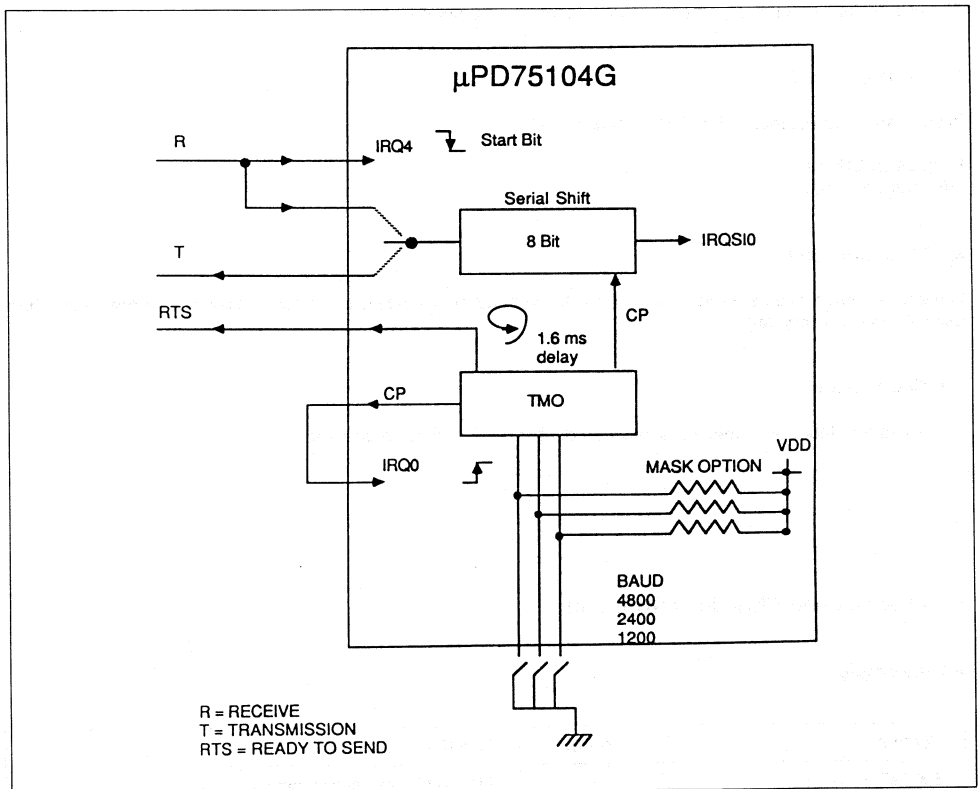 μPD75104G
R
IRQ4
Start Bit
Serial Shift
8 Bit
IRQSI0
T
RTS
CP
1.6 ms
delay
CP
TMO
IRQ0
VDD
MASK OPTION
BAUD
4800
2400
1200
R = RECEIVE
T = TRANSMISSION
RTS = READY TO SEND